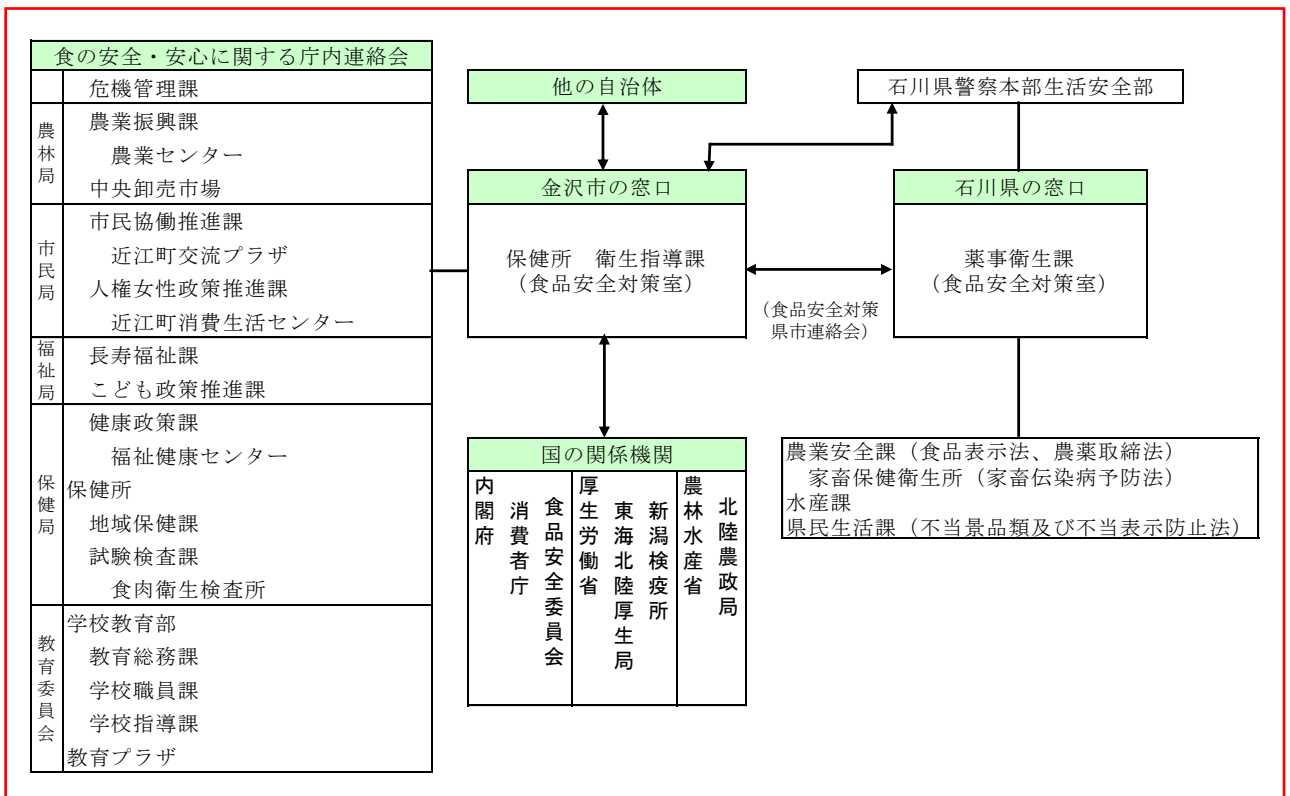 食の安全・安心に関する庁内連絡会
危機管理課
農林局
農業振興課
農業センター
中央卸売市場
市民局
市民協働推進課
近江町交流プラザ
人権女性政策推進課
近江町消費生活センター
福祉局
長寿福祉課
こども政策推進課
保健局
健康政策課
福祉健康センター
保健所
地域保健課
試験検査課
食肉衛生検査所
教育委員会
学校教育部
教育総務課
学校職員課
学校指導課
教育プラザ
他の自治体
石川県警察本部生活安全部
金沢市の窓口
保健所　衛生指導課
（食品安全対策室）
石川県の窓口
薬事衛生課
（食品安全対策室）
（食品安全対策
県市連絡会）
国の関係機関
内閣府
消費者庁
食品安全委員会
厚生労働省
東海北陸厚生局
新潟検疫所
農林水産省
北陸農政局
農業安全課（食品表示法、農薬取締法）
家畜保健衛生所（家畜伝染病予防法）
水産課
県民生活課（不当景品類及び不当表示防止法）